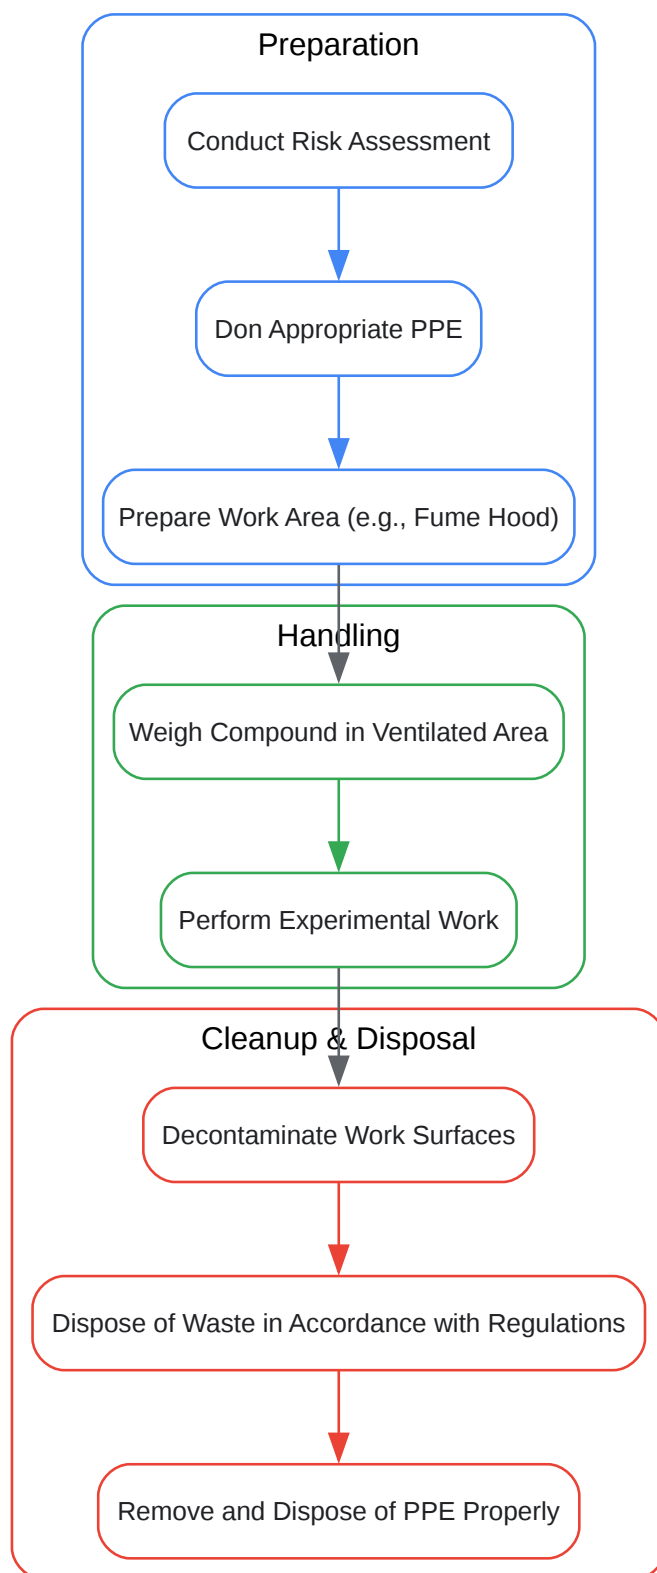 Preparation
Conduct Risk Assessment
Don Appropriate PPE
Prepare Work Area (e.g., Fume Hood)
Handling
Weigh Compound in Ventilated Area
Perform Experimental Work
Cleanup & Disposal
Decontaminate Work Surfaces
Dispose of Waste in Accordance with Regulations
Remove and Dispose of PPE Properly